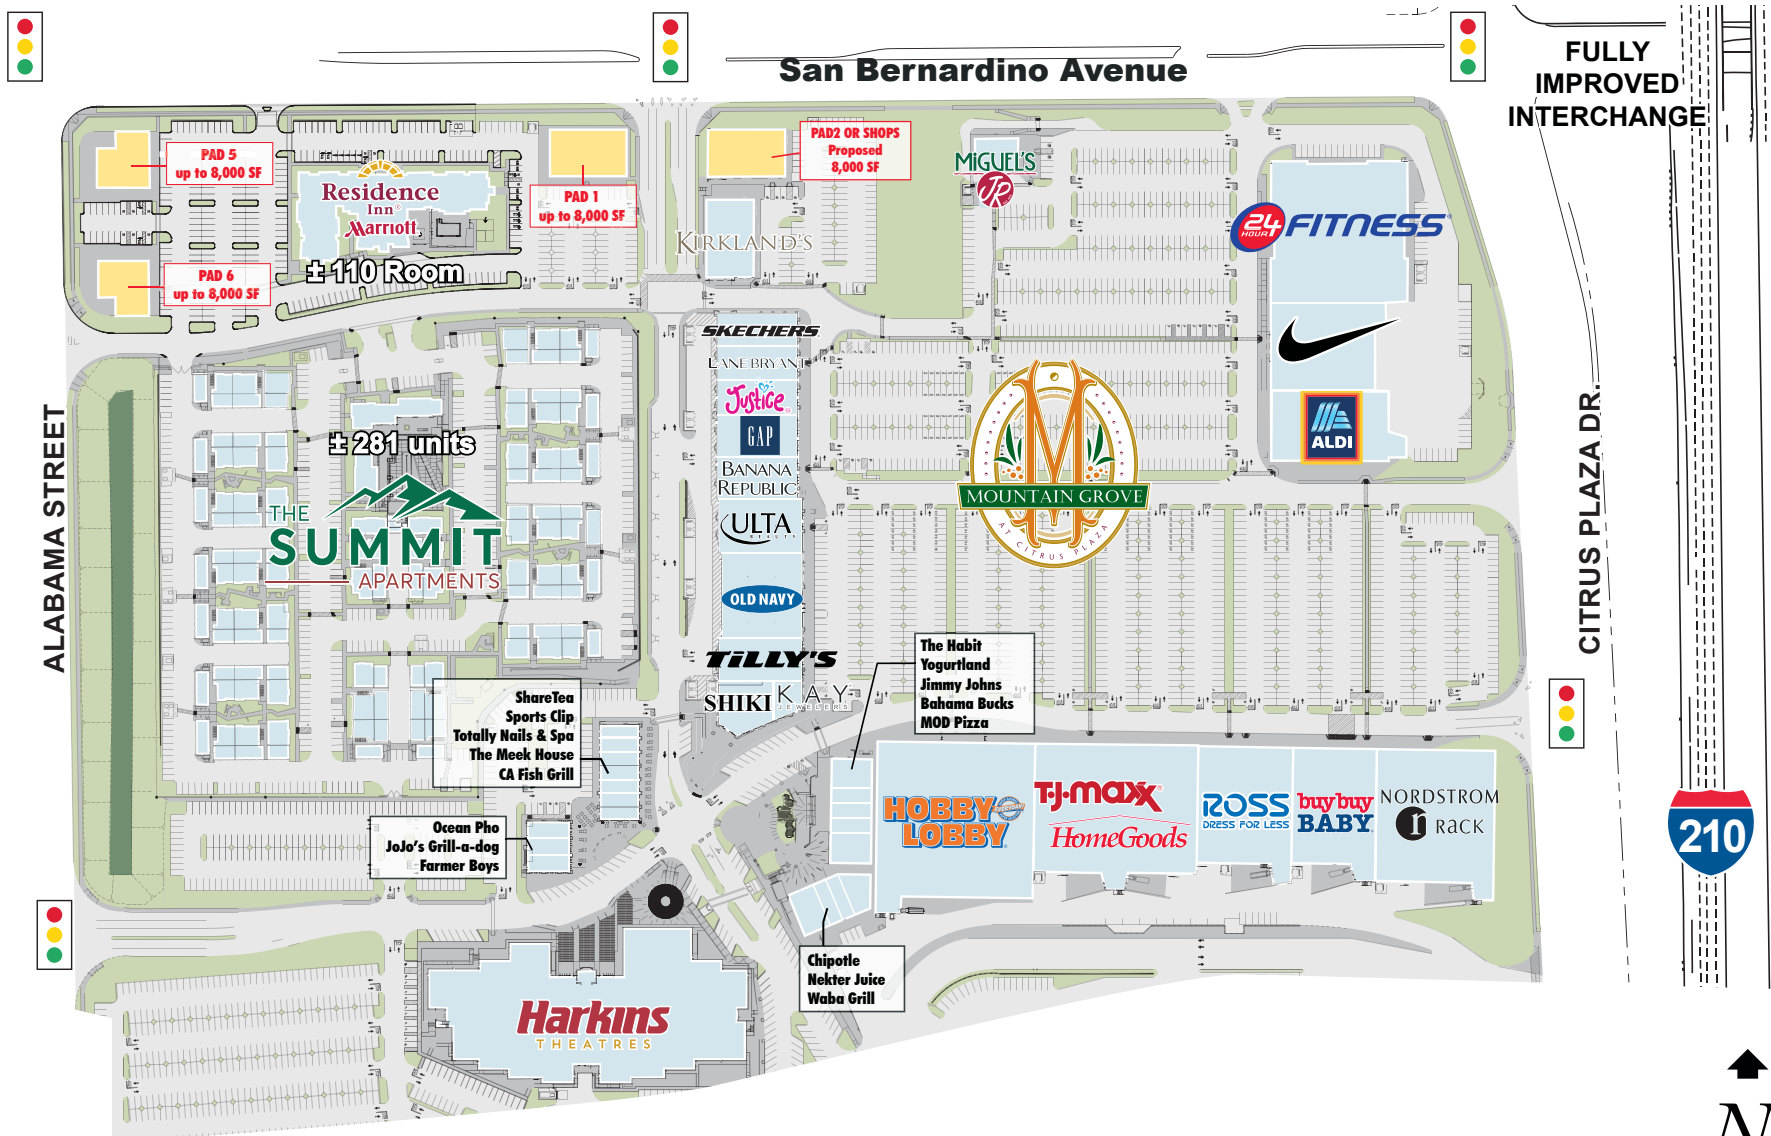 San Bernardino Avenue
FULLY
IMPROVED
INTERCHANGE
PAD 5
up to 8,000 SF
Residence
Inn®
Marriott
± 110 Room
PAD 6
up to 8,000 SF
PAD 1
up to 8,000 SF
PAD2 OR SHOPS
Proposed
8,000 SF
KIRKLAND'S
MiGUEL'S
JR
24
HOUR
FITNESS
ALDI
SKECHERS
LANE BRYANT
Justice
GAP
BANANA
REPUBLIC
ULTA
BEAUTY
OLD NAVY
TiLLY'S
SHIKI
KAY
JEWELERS
M
MOUNTAIN GROVE
AT CITRUS PLAZA
ALABAMA STREET
± 281 units
THE
SUMMIT
APARTMENTS
CITRUS PLAZA DR.
The Habit
Yogurtland
Jimmy Johns
Bahama Bucks
MOD Pizza
ShareTea
Sports Clip
Totally Nails & Spa
The Meek House
CA Fish Grill
Ocean Pho
JoJo's Grill-a-dog
Farmer Boys
HOBBY
LOBBY
T·J·maxx
HomeGoods
ROSS
DRESS FOR LESS
buybuy
BABY
NORDSTROM
r RACK
210
Chipotle
Nekter Juice
Waba Grill
Harkins
THEATRES
N